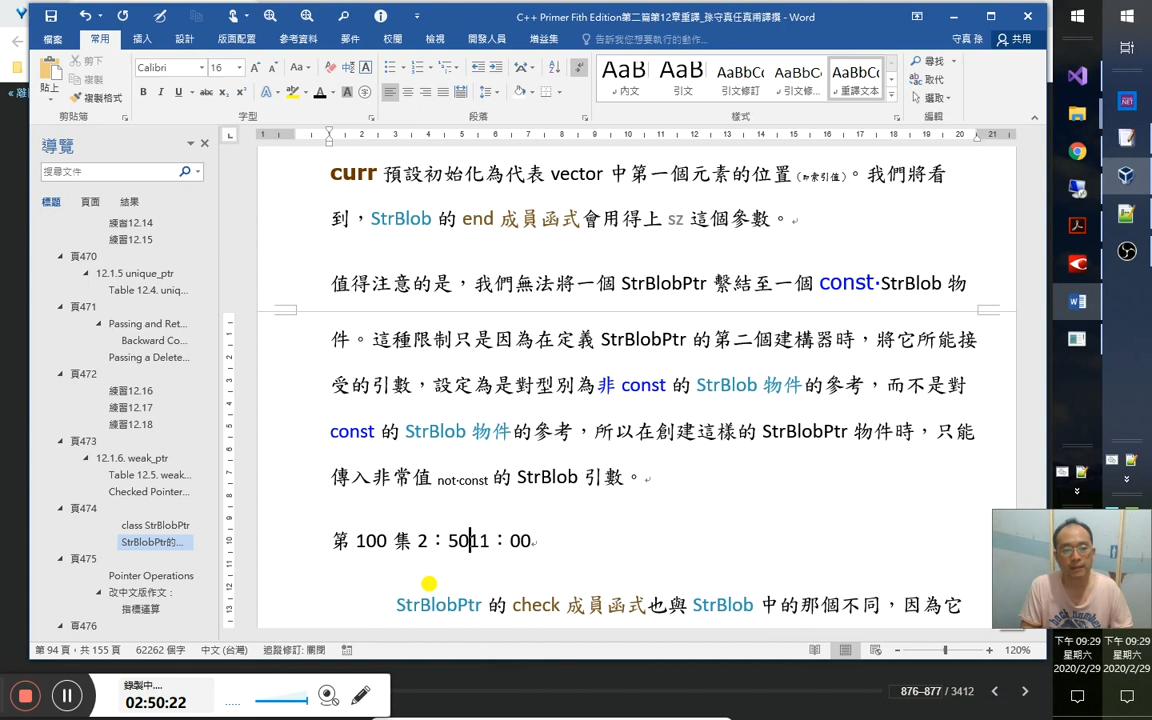 C++ Primer Fith Edition第二篇第12章重譯_孫守真任真甫譯撰 - Word
檔案 常用 插入 設計 版面配置 參考資料 郵件 校閱 檢視 開發人員 增益集 告訴我您想要執行的動作... 守真 孫 共用
貼上 剪下 複製 複製格式
Calibri 16
AaB AaB AaBbCc AaBbCc AaBbCc
內文 引文 引文修訂 引文修... 重譯文本
尋找 取代 選取
剪貼簿 字型 段落 樣式 編輯
導覽
搜尋文件
標題 頁面 結果
練習12.14
練習12.15
頁470
12.1.5 unique_ptr
Table 12.4. uniq...
頁471
Passing and Ret...
Backward Co...
Passing a Delete...
頁472
練習12.16
練習12.17
練習12.18
頁473
12.1.6. weak_ptr
Table 12.5. weak...
Checked Pointer...
頁474
class StrBlobPtr
StrBlobPtr的...
頁475
Pointer Operations
改中文版作文：
指標運算
頁476
curr 預設初始化為代表 vector 中第一個元素的位置（即索引值）。我們將看
到，StrBlob 的 end 成員函式會用得上 sz 這個參數。
值得注意的是，我們無法將一個 StrBlobPtr 繫結至一個 const·StrBlob 物
件。這種限制只是因為在定義 StrBlobPtr 的第二個建構器時，將它所能接
受的引數，設定為是對型別為非 const 的 StrBlob 物件的參考，而不是對
const 的 StrBlob 物件的參考，所以在創建這樣的 StrBlobPtr 物件時，只能
傳入非常值 not·const 的 StrBlob 引數。
第 100 集 2：5011：00
StrBlobPtr 的 check 成員函式也與 StrBlob 中的那個不同，因為它
第 94 頁，共 155 頁 62262 個字 中文 (台灣) 追蹤修訂: 關閉 120%
錄製中....
02:50:22
876–877 / 3412
下午 09:29
星期六
2020/2/29
下午 09:29
星期六
2020/2/29